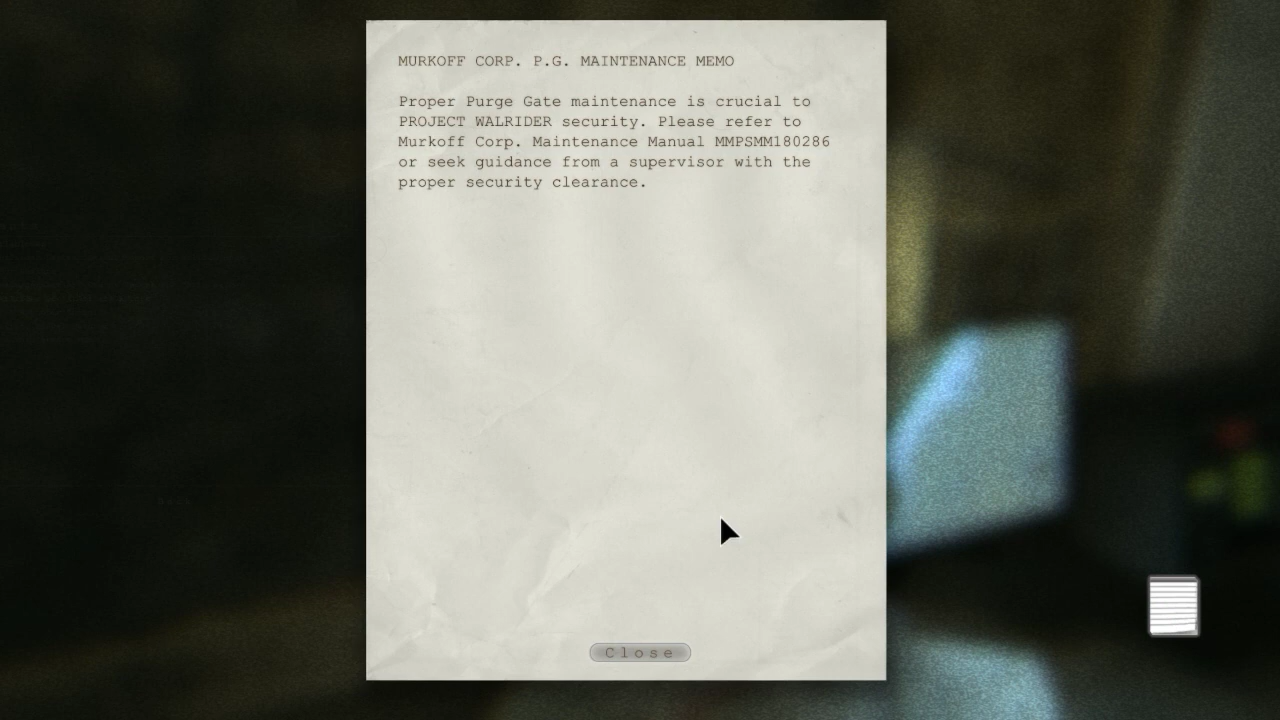 MURKOFF CORP. P.G. MAINTENANCE MEMO
Proper Purge Gate maintenance is crucial to
PROJECT WALRIDER security. Please refer to
Murkoff Corp. Maintenance Manual MMPSMM180286
or seek guidance from a supervisor with the
proper security clearance.
Close